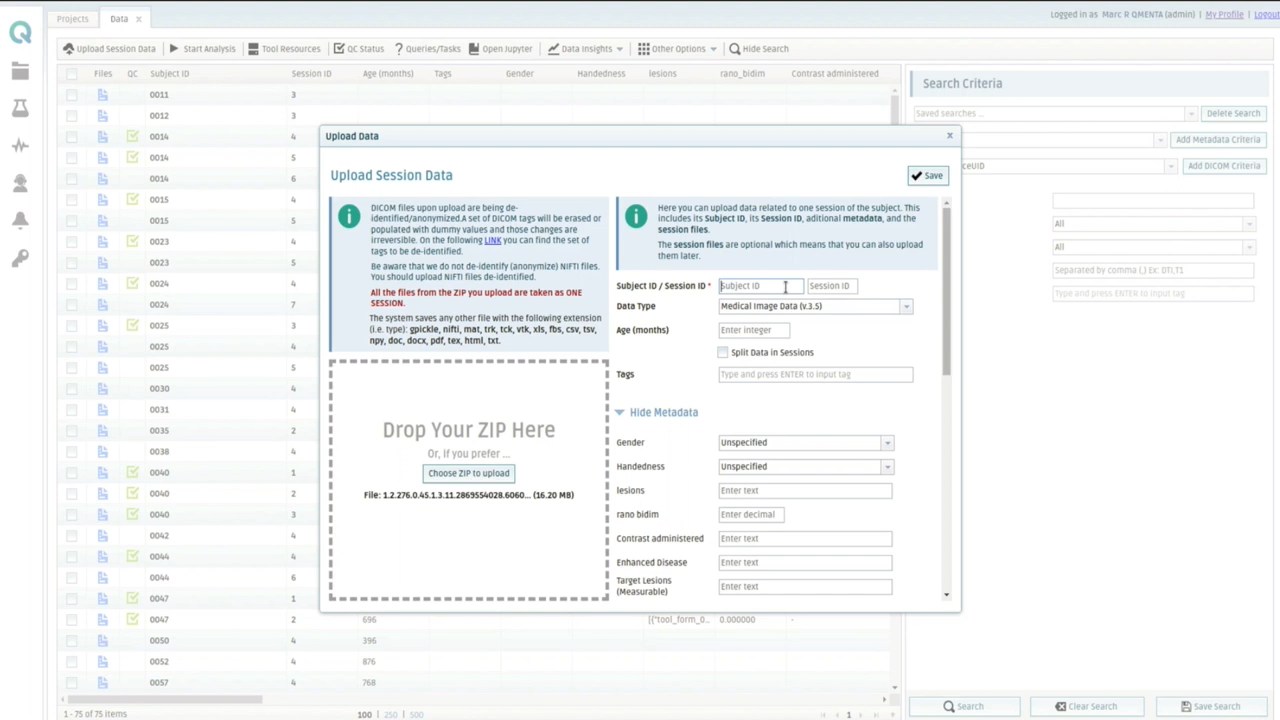 Projects
Data
Logged in as Marc R QMENTA (admin) | My Profile | Logout
Upload Session Data
Start Analysis
Tool Resources
QC Status
Queries/Tasks
Open Jupyter
Data Insights
Other Options
Hide Search
Files QC Subject ID Session ID Age (months) Tags Gender Handedness lesions rano_bidim Contrast administered
0011 3
0012 3
0014 4
0014 5
0014 6
0015 4
0015 5
0023 4
0023 5
0024 4
0024 7
0025 3
0025 4
0025 5
0030 4
0031 4
0035 2
0038 4
0040 1
0040 2
0040 3
0042 4
0044 4
0044 6
0047 1
0047 2 696 [{"tool_form_0... 0.000000 -
0050 4 396
0052 4 876
0057 4 768
1 - 75 of 75 items
100 | 250 | 500
1
Upload Data
Upload Session Data
Save
DICOM files upon upload are being de-
identified/anonymized.A set of DICOM tags will be erased or
populated with dummy values and those changes are
irreversible. On the following LINK you can find the set of
tags to be de-identified.
Be aware that we do not de-identify (anonymize) NIFTI files.
You should upload NIFTI files de-identified.
All the files from the ZIP you upload are taken as ONE
SESSION.
The system saves any other file with the following extension
(i.e. type): gpickle, nifti, mat, trk, tck, vtk, xls, fbs, csv, tsv,
npy, doc, docx, pdf, tex, html, txt.
Drop Your ZIP Here
Or, if you prefer ...
Choose ZIP to upload
File: 1.2.276.0.45.1.3.11.2869554028.6060... (16.20 MB)
Here you can upload data related to one session of the subject.
This includes its Subject ID, its Session ID, aditional metadata, and the
session files.
The session files are optional which means that you can also upload
them later.
Subject ID / Session ID * Subject ID Session ID
Data Type Medical Image Data (v.3.5)
Age (months) Enter integer
Split Data in Sessions
Tags Type and press ENTER to input tag
Hide Metadata
Gender Unspecified
Handedness Unspecified
lesions Enter text
rano bidim Enter decimal
Contrast administered Enter text
Enhanced Disease Enter text
Target Lesions
(Measurable) Enter text
Search Criteria
Saved searches ...
Delete Search
Add Metadata Criteria
ceUID
Add DICOM Criteria
All
All
Separated by comma (,) Ex: DTI,T1
Type and press ENTER to input tag
Search
Clear Search
Save Search